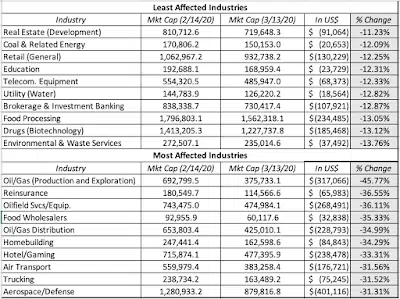 Least Affected Industries
Industry Mkt Cap (2/14/20) Mkt Cap (3/13/20) In US$ % Change
Real Estate (Development) 810,712.6 719,648.3 $ (91,064) -11.23%
Coal & Related Energy 170,806.2 150,153.0 $ (20,653) -12.09%
Retail (General) 1,062,967.2 932,738.2 $(130,229) -12.25%
Education 192,688.1 168,959.4 $ (23,729) -12.31%
Telecom. Equipment 554,320.5 485,947.0 $ (68,373) -12.33%
Utility (Water) 144,783.9 126,220.2 $ (18,564) -12.82%
Brokerage & Investment Banking 838,338.7 730,417.4 $(107,921) -12.87%
Food Processing 1,796,803.1 1,562,318.1 $(234,485) -13.05%
Drugs (Biotechnology) 1,413,205.3 1,227,737.8 $(185,468) -13.12%
Environmental & Waste Services 272,507.1 235,014.6 $ (37,492) -13.76%
Most Affected Industries
Industry Mkt Cap (2/14/20) Mkt Cap (3/13/20) In US$ % Change
Oil/Gas (Production and Exploration) 692,799.5 375,733.1 $(317,066) -45.77%
Reinsurance 180,549.7 114,566.6 $ (65,983) -36.55%
Oilfield Svcs/Equip. 743,475.0 474,984.1 $(268,491) -36.11%
Food Wholesalers 92,955.9 60,117.6 $ (32,838) -35.33%
Oil/Gas Distribution 653,803.4 425,010.1 $(228,793) -34.99%
Homebuilding 247,441.4 162,598.6 $ (84,843) -34.29%
Hotel/Gaming 715,874.1 477,395.9 $(238,478) -33.31%
Air Transport 559,979.4 383,258.4 $(176,721) -31.56%
Trucking 238,734.2 163,489.2 $ (75,245) -31.52%
Aerospace/Defense 1,280,933.2 879,816.8 $(401,116) -31.31%